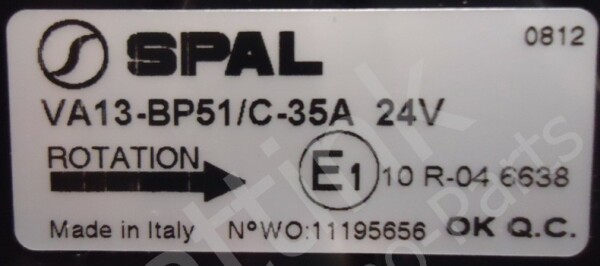 SPAL 0812
VA13-BP51/C-35A 24V
ROTATION
E1 10 R-04 6638
Made in Italy N°WO:11195656 OK Q.C.